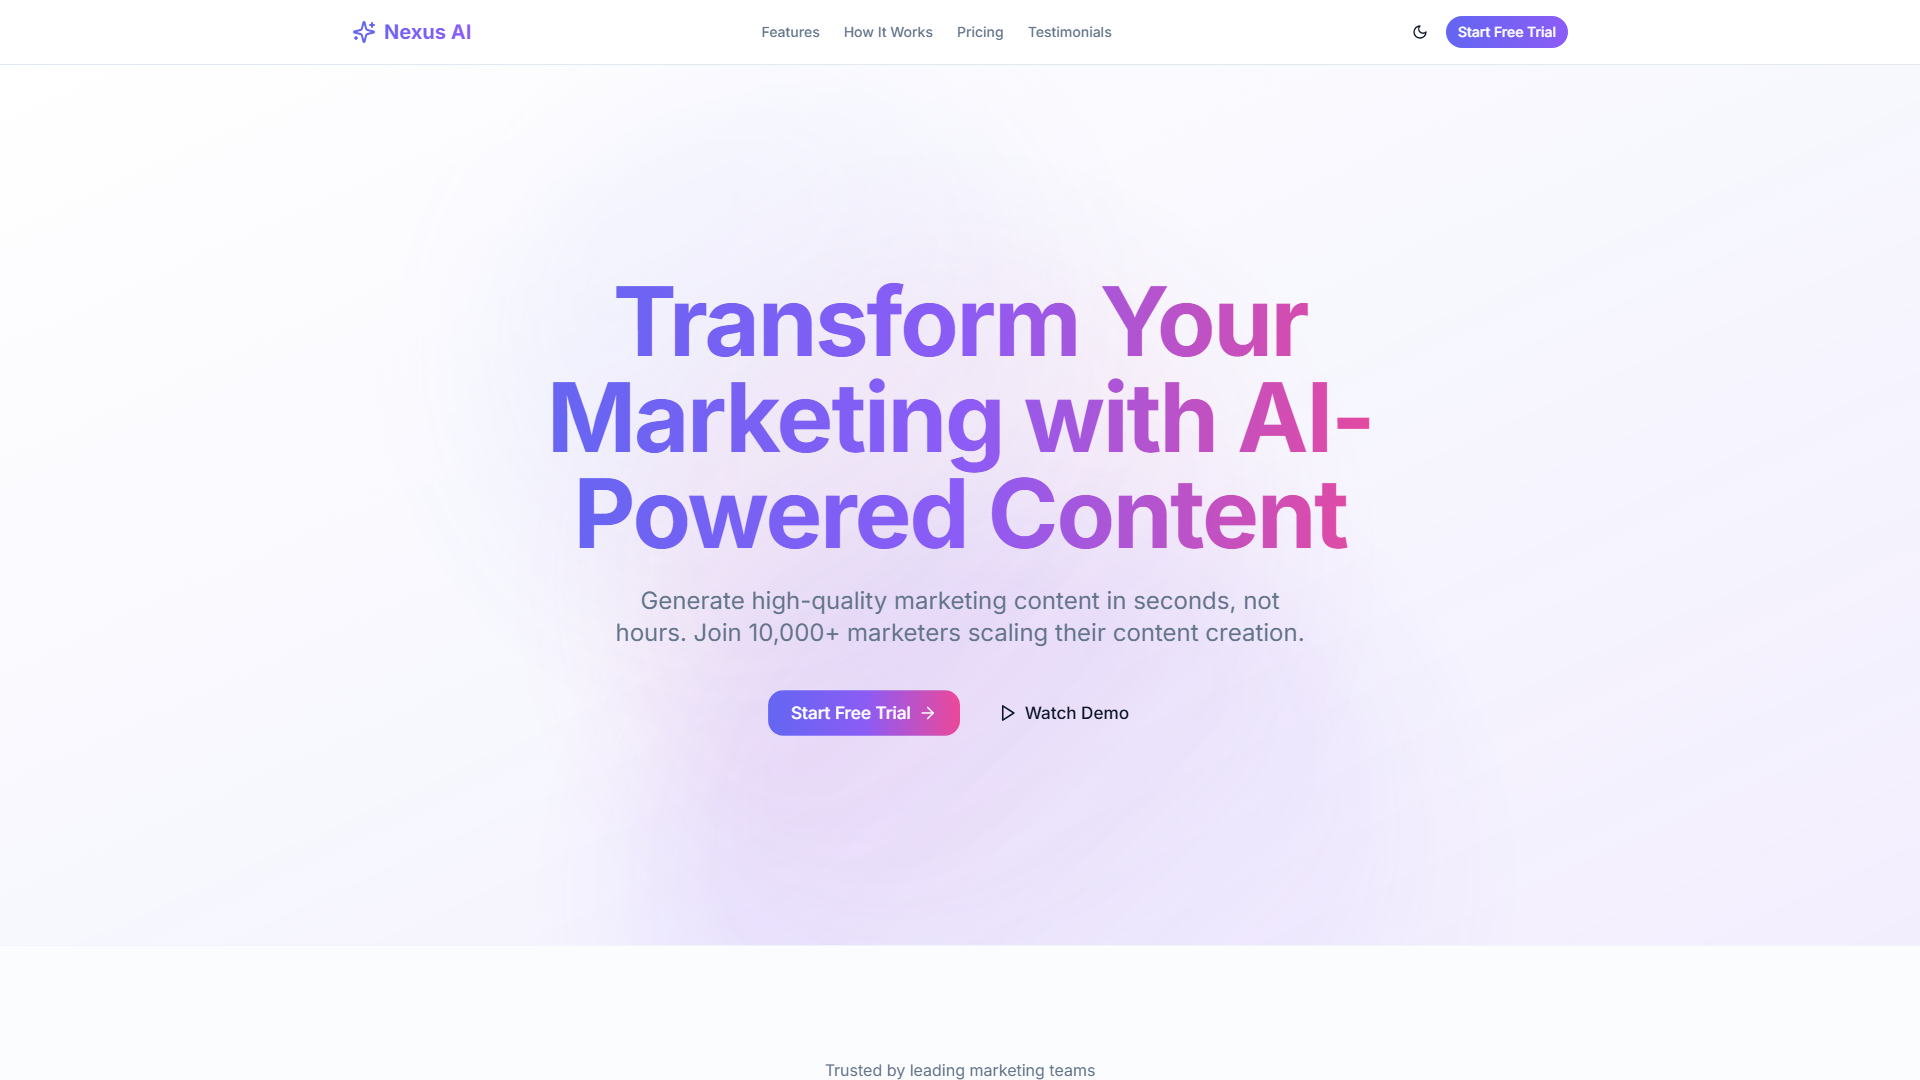 Nexus AI
Features
How It Works
Pricing
Testimonials
Start Free Trial
Transform Your
Marketing with AI-
Powered Content
Generate high-quality marketing content in seconds, not
hours. Join 10,000+ marketers scaling their content creation.
Start Free Trial
Watch Demo
Trusted by leading marketing teams